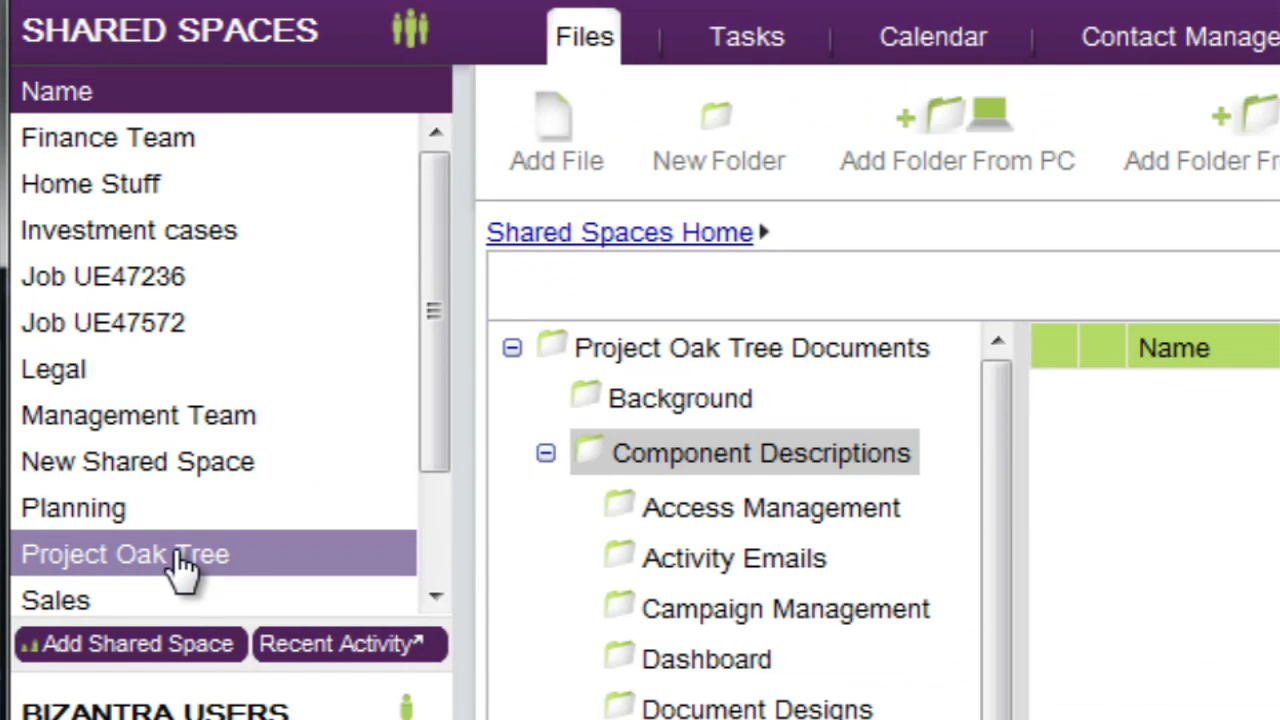 SHARED SPACES
Name
Finance Team
Home Stuff
Investment cases
Job UE47236
Job UE47572
Legal
Management Team
New Shared Space
Planning
Project Oak Tree
Sales
Add Shared Space
Recent Activity
BIZANTRA USERS
Files
Tasks
Calendar
Contact Manage
Add File
New Folder
Add Folder From PC
Add Folder Fr
Shared Spaces Home
Project Oak Tree Documents
Background
Component Descriptions
Access Management
Activity Emails
Campaign Management
Dashboard
Document Designs
Name